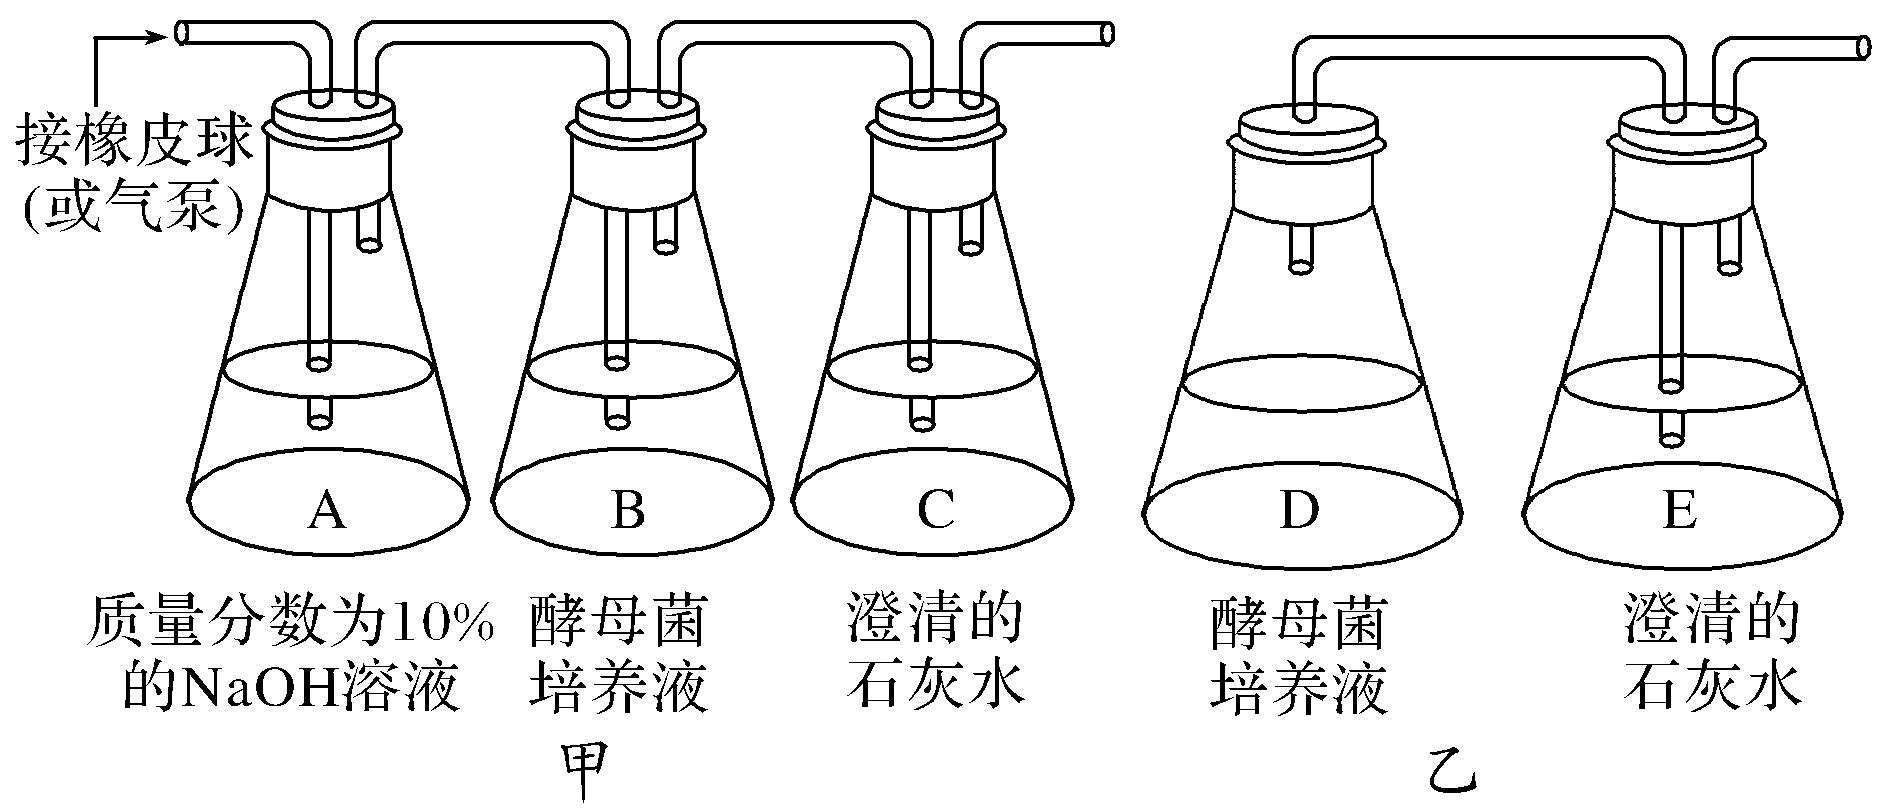 接橡皮球
(或气泵)
A
B
C
D
E
质量分数为10%
的NaOH溶液
酵母菌
培养液
澄清的
石灰水
酵母菌
培养液
澄清的
石灰水
甲
乙